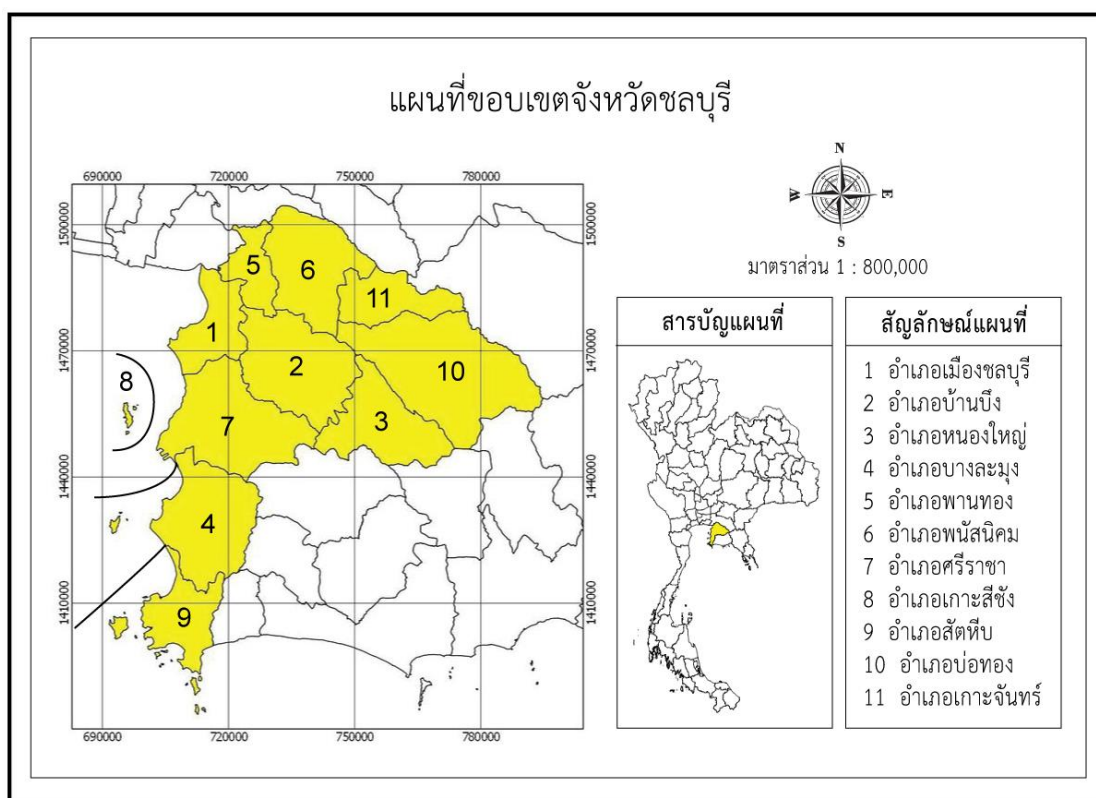 แผนที่ขอบเขตจังหวัดชลบุรี
N
W E
S
มาตราส่วน 1 : 800,000
690000 720000 750000 780000
1500000
1470000
1440000
1410000
1500000
1470000
1440000
1410000
690000 720000 750000 780000
5
6
11
1
2
10
8
7
3
4
9
สารบัญแผนที่
สัญลักษณ์แผนที่
1 อำเภอเมืองชลบุรี
2 อำเภอบ้านบึง
3 อำเภอหนองใหญ่
4 อำเภอบางละมุง
5 อำเภอพานทอง
6 อำเภอพนัสนิคม
7 อำเภอศรีราชา
8 อำเภอเกาะสีชัง
9 อำเภอสัตหีบ
10 อำเภอบ่อทอง
11 อำเภอเกาะจันทร์